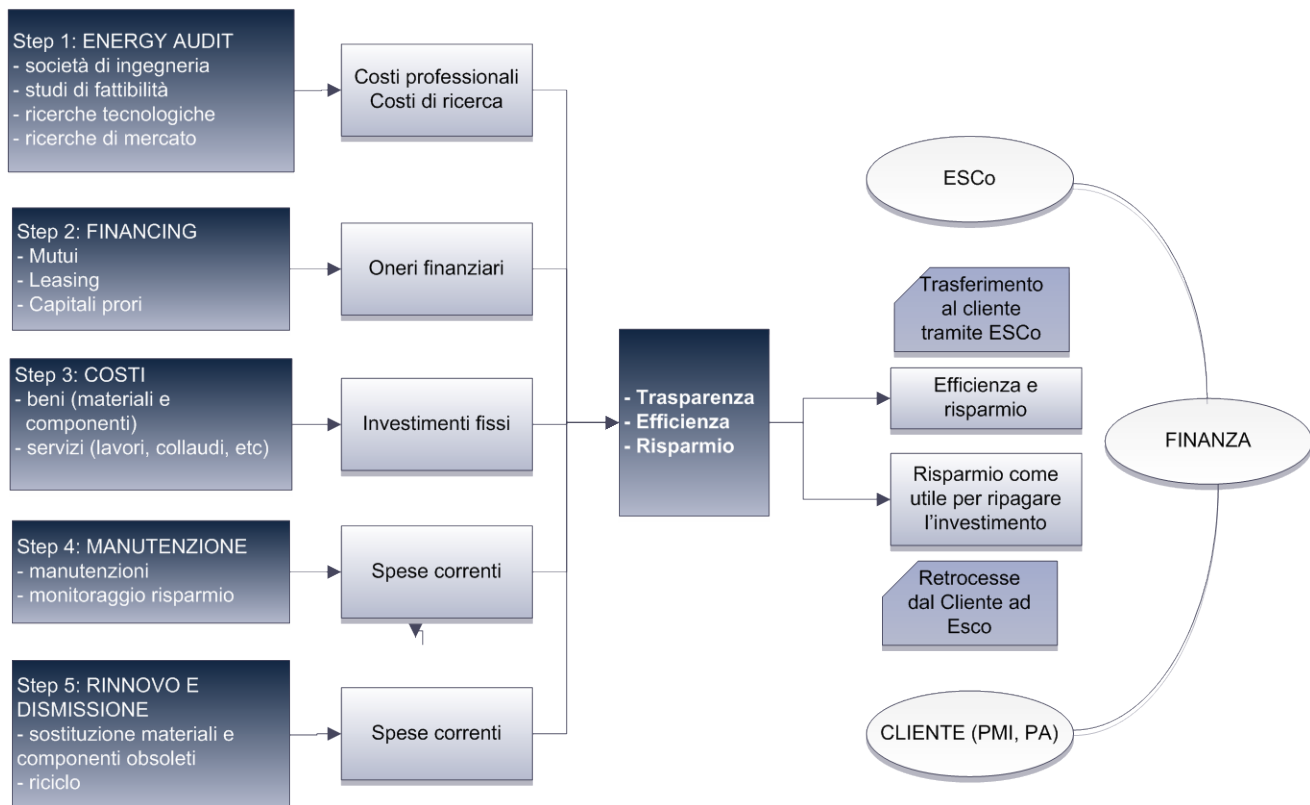 Step 1: ENERGY AUDIT
- società di ingegneria
- studi di fattibilità
- ricerche tecnologiche
- ricerche di mercato
Costi professionali
Costi di ricerca
Step 2: FINANCING
- Mutui
- Leasing
- Capitali prori
Oneri finanziari
Step 3: COSTI
- beni (materiali e
componenti)
- servizi (lavori, collaudi, etc)
Investimenti fissi
Step 4: MANUTENZIONE
- manutenzioni
- monitoraggio risparmio
Spese correnti
Step 5: RINNOVO E
DISMISSIONE
- sostituzione materiali e
componenti obsoleti
- riciclo
Spese correnti
- Trasparenza
- Efficienza
- Risparmio
ESCo
Trasferimento
al cliente
tramite ESCo
Efficienza e
risparmio
Risparmio come
utile per ripagare
l'investimento
Retrocesse
dal Cliente ad
Esco
FINANZA
CLIENTE (PMI, PA)